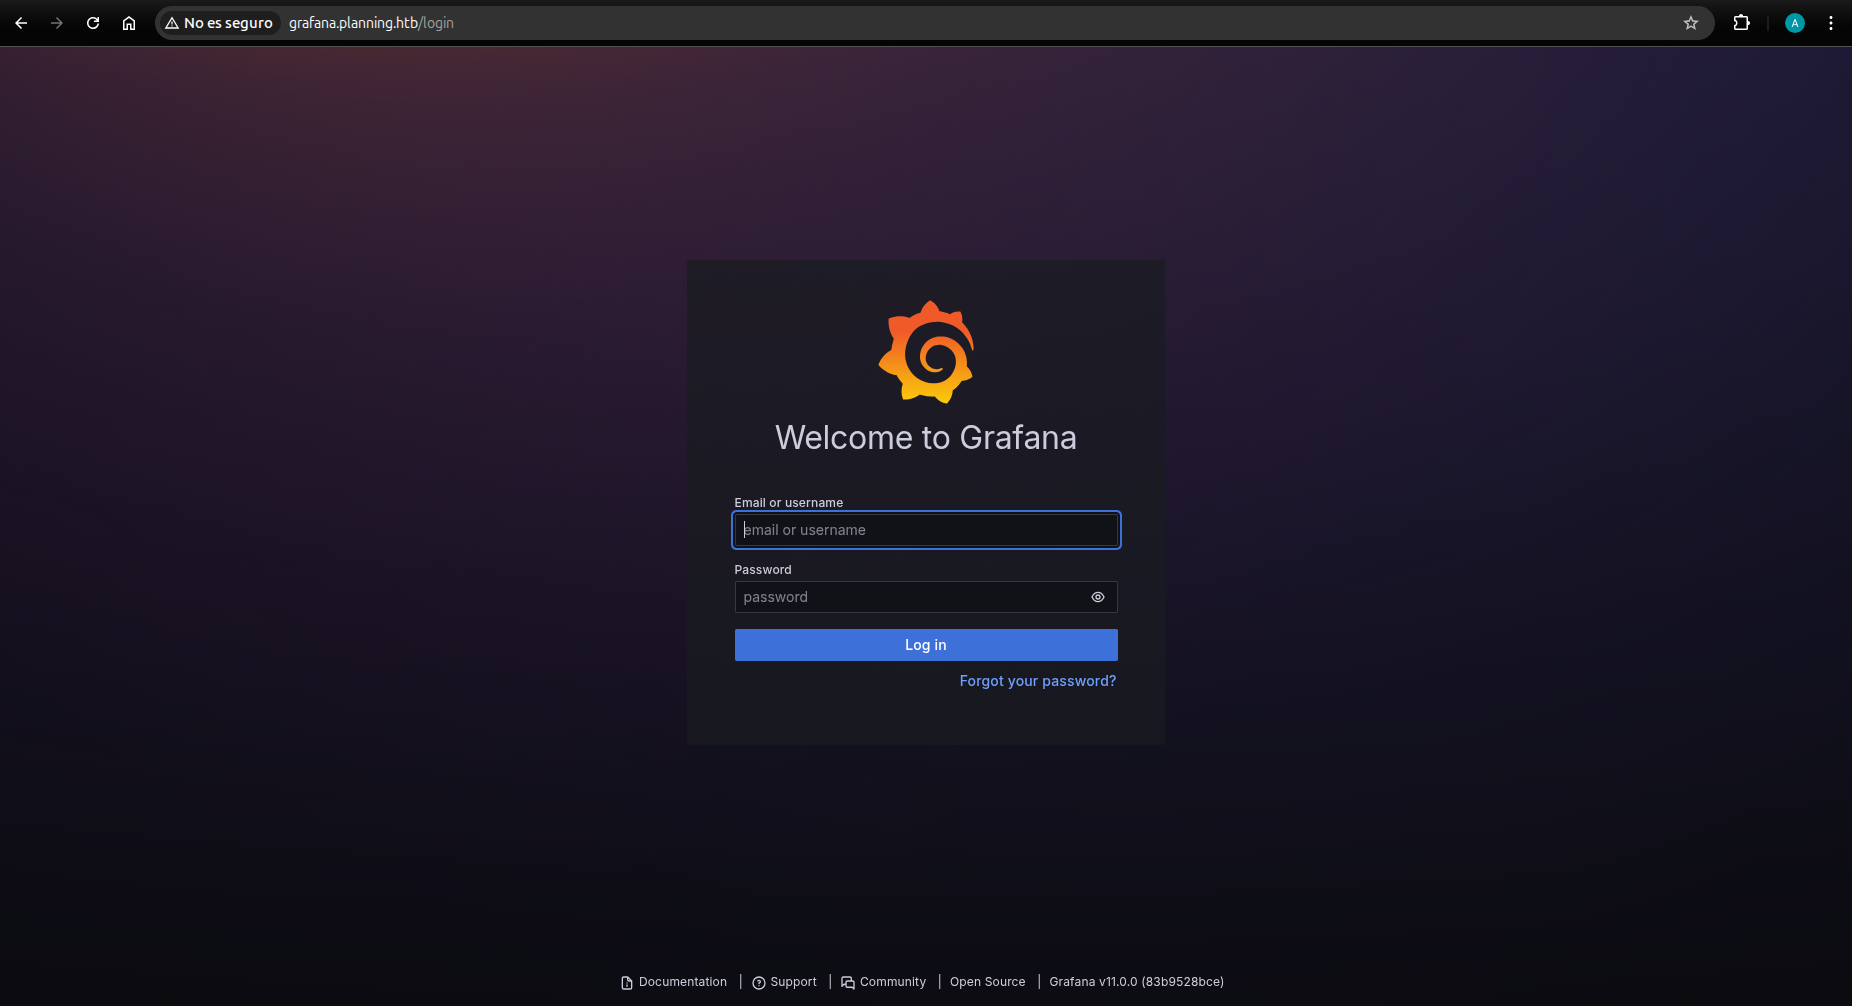 No es seguro grafana.planning.htb/login
A
Welcome to Grafana
Email or username
email or username
Password
password
Log in
Forgot your password?
Documentation | Support | Community | Open Source | Grafana v11.0.0 (83b9528bce)